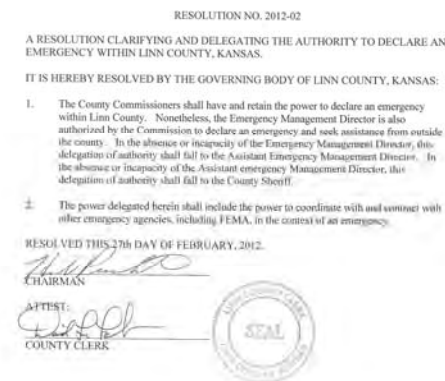 RESOLUTION NO. 2012-02
A RESOLUTION CLARIFYING AND DELEGATING THE AUTHORITY TO DECLARE AN
EMERGENCY WITHIN LINN COUNTY, KANSAS.
IT IS HEREBY RESOLVED BY THE GOVERNING BODY OF LINN COUNTY, KANSAS:
1. The County Commissioners shall have and retain the power to declare an emergency
within Linn County. Nonetheless, the Emergency Management Director is also
authorized by the Commission to declare an emergency and seek assistance from outside
the county. In the absence or incapacity of the Emergency Management Director, this
delegation of authority shall fall to the Assistant Emergency Management Director. In
the absence or incapacity of the Assistant emergency Management Director, this
delegation of authority shall fall to the County Sheriff.
2. The power delegated herein shall include the power to coordinate with and contract with
other emergency agencies, including FEMA, in the context of an emergency.
RESOLVED THIS 27th DAY OF FEBRUARY, 2012.
CHAIRMAN
ATTEST:
COUNTY CLERK
SEAL